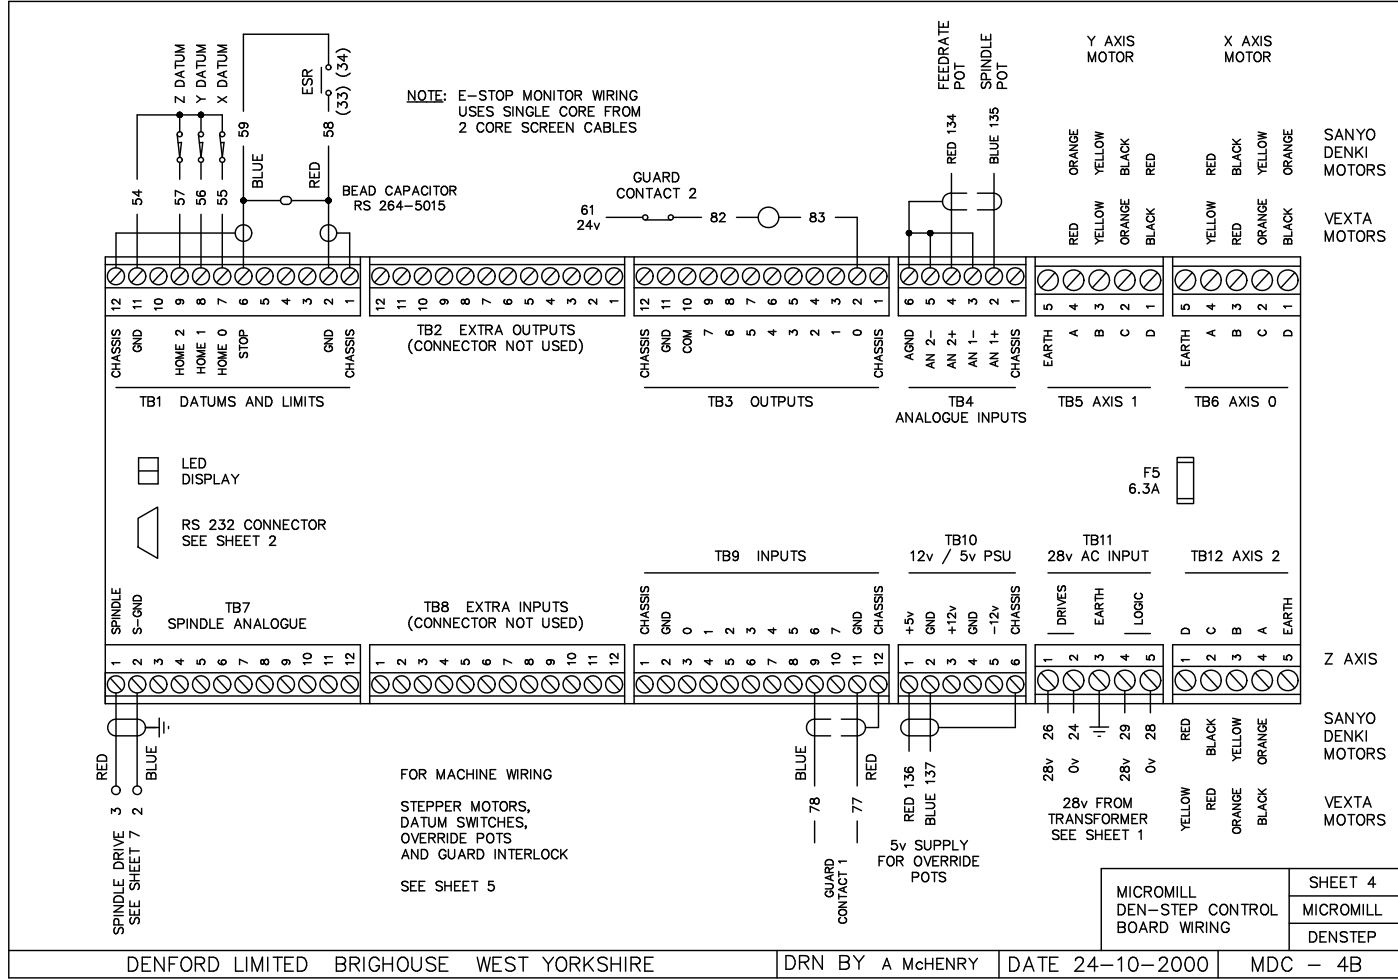 Z DATUM
Y DATUM
X DATUM
ESR
(33) (34)
59
58
BLUE
RED
54
57
56
55
NOTE: E-STOP MONITOR WIRING
USES SINGLE CORE FROM
2 CORE SCREEN CABLES
BEAD CAPACITOR
RS 264-5015
GUARD
CONTACT 2
61
24v
82
83
FEEDRATE
POT
SPINDLE
POT
RED 134
BLUE 135
Y AXIS
MOTOR
X AXIS
MOTOR
ORANGE
YELLOW
BLACK
RED
RED
BLACK
YELLOW
ORANGE
SANYO
DENKI
MOTORS
RED
YELLOW
ORANGE
BLACK
YELLOW
RED
ORANGE
BLACK
VEXTA
MOTORS
12 11 10 9 8 7 6 5 4 3 2 1
12 11 10 9 8 7 6 5 4 3 2 1
12 11 10 9 8 7 6 5 4 3 2 1
6 5 4 3 2 1
5 4 3 2 1
5 4 3 2 1
CHASSIS
GND
HOME 2
HOME 1
HOME 0
STOP
GND
CHASSIS
TB1 DATUMS AND LIMITS
TB2 EXTRA OUTPUTS
(CONNECTOR NOT USED)
CHASSIS
GND
COM
7
6
5
4
3
2
1
0
CHASSIS
TB3 OUTPUTS
AGND
AN 2-
AN 2+
AN 1-
AN 1+
CHASSIS
TB4
ANALOGUE INPUTS
EARTH
A
B
C
D
TB5 AXIS 1
EARTH
A
B
C
D
TB6 AXIS 0
LED
DISPLAY
RS 232 CONNECTOR
SEE SHEET 2
F5
6.3A
SPINDLE
S-GND
TB7
SPINDLE ANALOGUE
TB8 EXTRA INPUTS
(CONNECTOR NOT USED)
TB9 INPUTS
CHASSIS
GND
0
1
2
3
4
5
6
7
GND
CHASSIS
TB10
12v / 5v PSU
+5v
GND
+12v
GND
-12v
CHASSIS
TB11
28v AC INPUT
DRIVES
EARTH
LOGIC
TB12 AXIS 2
D
C
B
A
EARTH
1 2 3 4 5 6 7 8 9 10 11 12
1 2 3 4 5 6 7 8 9 10 11 12
1 2 3 4 5 6 7 8 9 10 11 12
1 2 3 4 5 6
1 2 3 4 5
1 2 3 4 5
Z AXIS
RED
BLUE
3
2
SPINDLE DRIVE
SEE SHEET 7
FOR MACHINE WIRING
STEPPER MOTORS,
DATUM SWITCHES,
OVERRIDE POTS
AND GUARD INTERLOCK
SEE SHEET 5
BLUE
RED
78
77
GUARD
CONTACT 1
RED 136
BLUE 137
5v SUPPLY
FOR OVERRIDE
POTS
26
24
29
28
28v
0v
28v
0v
28v FROM
TRANSFORMER
SEE SHEET 1
RED
BLACK
YELLOW
ORANGE
SANYO
DENKI
MOTORS
YELLOW
RED
ORANGE
BLACK
VEXTA
MOTORS
MICROMILL
DEN-STEP CONTROL
BOARD WIRING
SHEET 4
MICROMILL
DENSTEP
DENFORD LIMITED BRIGHOUSE WEST YORKSHIRE
DRN BY A McHENRY
DATE 24-10-2000
MDC - 4B